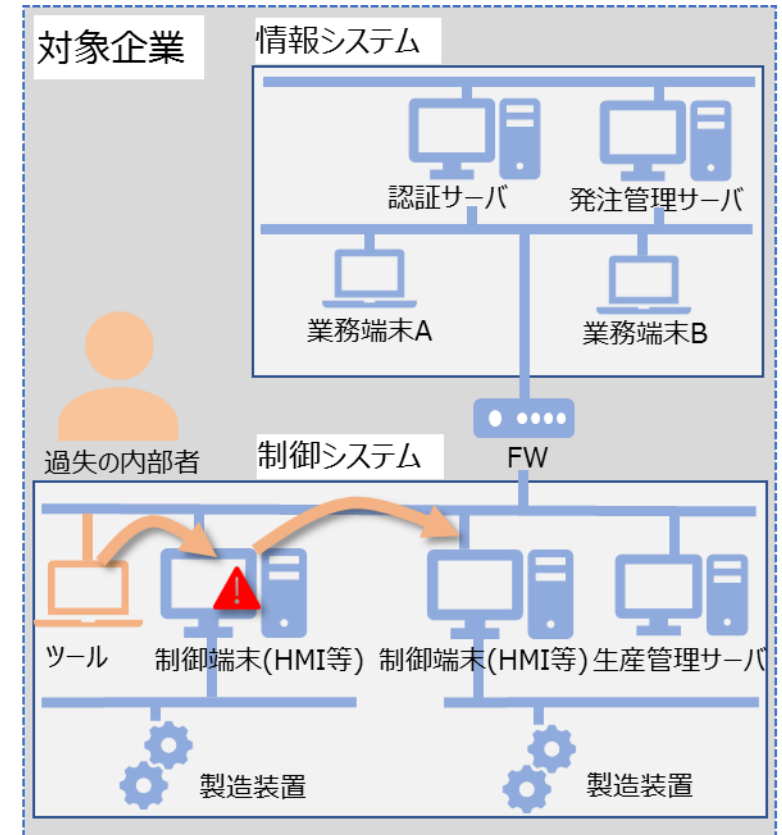 対象企業
情報システム
認証サーバ
発注管理サーバ
業務端末A
業務端末B
過失の内部者
制御システム
FW
ツール
制御端末(HMI等)
制御端末(HMI等)
生産管理サーバ
製造装置
製造装置